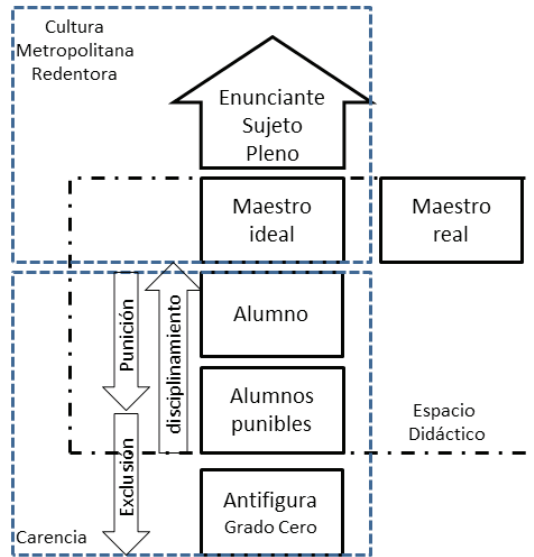 Cultura
Metropolitana
Redentora
Enunciante
Sujeto
Pleno
Maestro
ideal
Maestro
real
Punición
disciplinamiento
Alumno
Alumnos
punibles
Espacio
Didáctico
Exclusión
Antifigura
Grado Cero
Carencia